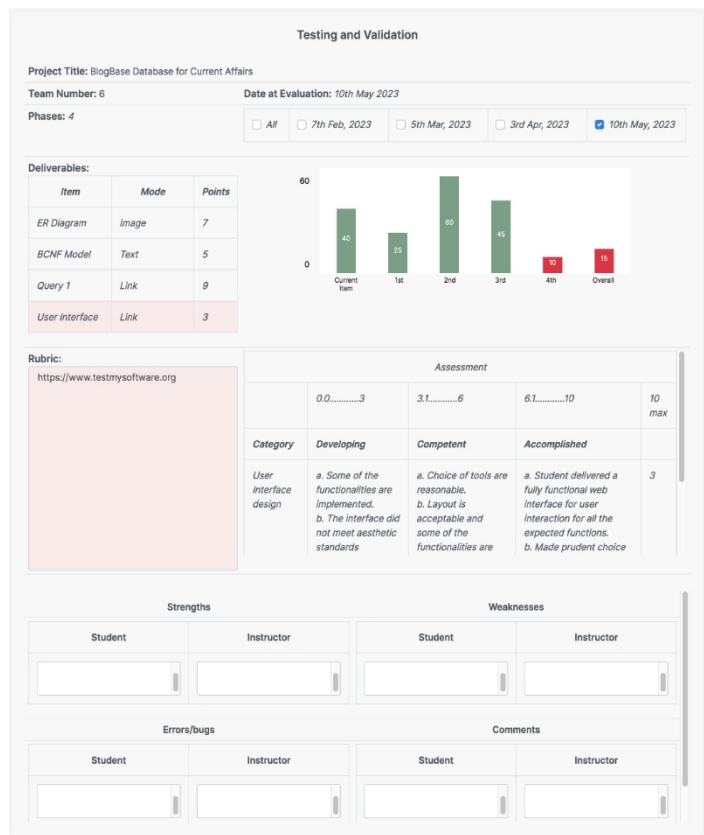 Testing and Validation
Project Title: BlogBase Database for Current Affairs
Team Number: 6
Date at Evaluation: 10th May 2023
Phases: 4
All
7th Feb, 2023
5th Mar, 2023
3rd Apr, 2023
10th May, 2023
Deliverables:
Item Mode Points
ER Diagram Image 7
BCNF Model Text 5
Query 1 Link 9
User Interface Link 3
60
0
40
25
60
45
10
15
Current
Item
1st
2nd
3rd
4th
Overall
Rubric:
https://www.testmysoftware.org
Assessment
0.0............3
3.1...........6
6.1...........10
10
max
Category
Developing
Competent
Accomplished
User
interface
design
a. Some of the
functionalities are
implemented.
b. The interface did
not meet aesthetic
standards
a. Choice of tools are
reasonable.
b. Layout is
acceptable and
some of the
functionalities are
a. Student delivered a
fully functional web
interface for user
interaction for all the
expected functions.
b. Made prudent choice
3
Strengths
Weaknesses
Student
Instructor
Student
Instructor
Errors/bugs
Comments
Student
Instructor
Student
Instructor